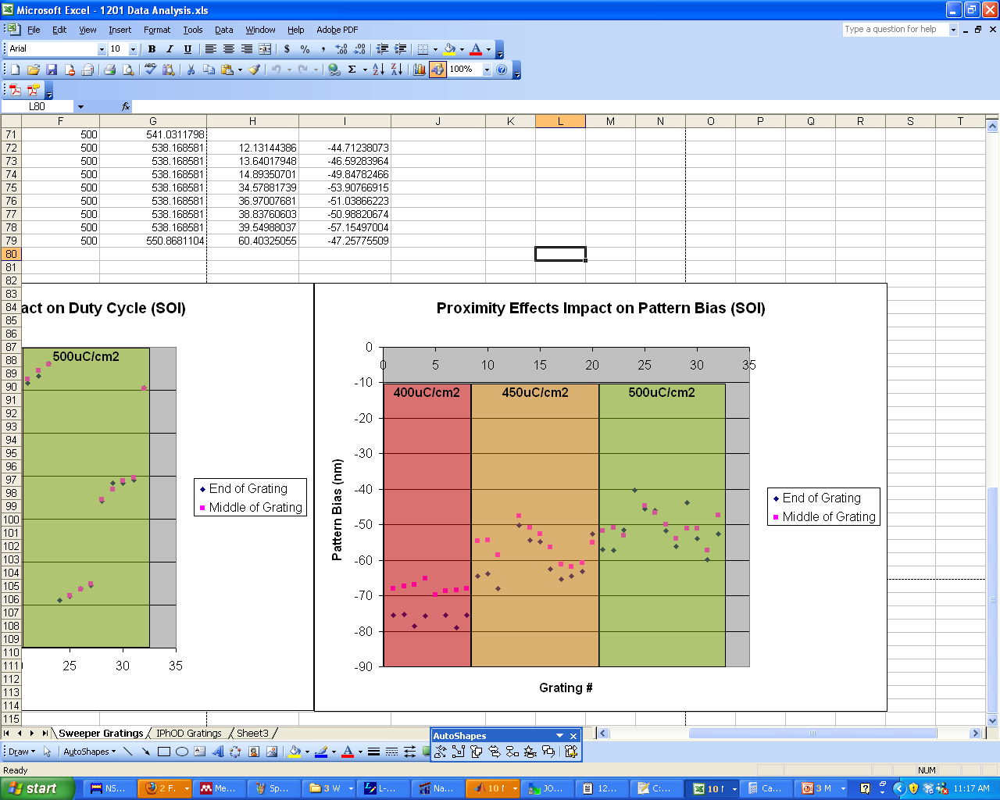 Microsoft Excel - 1201 Data Analysis.xls
File Edit View Insert Format Tools Data Window Help Adobe PDF
Type a question for help
Arial 10 B I U $ % ,
Σ 100%
L80 fx
F G H I J K L M N O P Q R S T
71 500 541.0311798
72 500 538.168581 12.13144386 -44.71238073
73 500 538.168581 13.64017948 -46.59283964
74 500 538.168581 14.89350701 -49.84782466
75 500 538.168581 34.57881739 -53.90766915
76 500 538.168581 36.97007681 -51.03866223
77 500 538.168581 38.83760603 -50.98820674
78 500 538.168581 39.54988037 -57.15497004
79 500 550.8681104 60.40325055 -47.25775509
80
81
82
83
84
85
86
87
88
89
90
91
92
93
94
95
96
97
98
99
100
101
102
103
104
105
106
107
108
109
110
111
112
113
114
115
act on Duty Cycle (SOI)
500uC/cm2
End of Grating
Middle of Grating
25 30 35
Proximity Effects Impact on Pattern Bias (SOI)
0
0 5 10 15 20 25 30 35
-10
400uC/cm2 450uC/cm2 500uC/cm2
-20
-30
-40
-50
-60
-70
-80
-90
Pattern Bias (nm)
Grating #
End of Grating
Middle of Grating
Sweeper Gratings IPhOD Gratings Sheet3
AutoShapes
Draw AutoShapes
Ready
NUM
start NS... 2 F. Me... Sp... 3 W L-... Na... 10 JO... 12... C:... 10 Ca... 3 M 11:17 AM